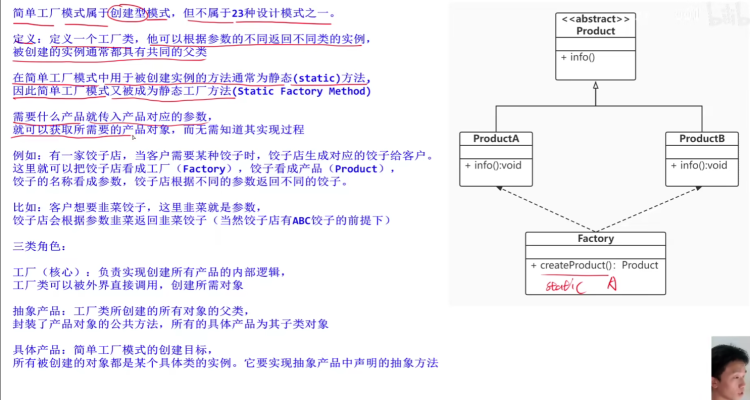 简单工厂模式属于创建型模式，但不属于23种设计模式之一。
定义：定义一个工厂类，他可以根据参数的不同返回不同类的实例，
被创建的实例通常都具有共同的父类
在简单工厂模式中用于被创建实例的方法通常为静态(static)方法，
因此简单工厂模式又被成为静态工厂方法(Static Factory Method)
需要什么产品就传入产品对应的参数，
就可以获取所需要的产品对象，而无需知道其实现过程
例如：有一家饺子店，当客户需要某种饺子时，饺子店生成对应的饺子给客户。
这里就可以把饺子店看成工厂（Factory），饺子看成产品（Product），
饺子的名称看成参数，饺子店根据不同的参数返回不同的饺子。
比如：客户想要韭菜饺子，这里韭菜就是参数，
饺子店会根据参数韭菜返回韭菜饺子（当然饺子店有ABC饺子的前提下）
三类角色：
工厂（核心）：负责实现创建所有产品的内部逻辑，
工厂类可以被外界直接调用，创建所需对象
抽象产品：工厂类所创建的所有对象的父类，
封装了产品对象的公共方法，所有的具体产品为其子类对象
具体产品：简单工厂模式的创建目标，
所有被创建的对象都是某个具体类的实例。它要实现抽象产品中声明的抽象方法
<<abstract>>
Product
+ info()
ProductA
+ info():void
ProductB
+ info():void
Factory
+ createProduct()：Product
static A